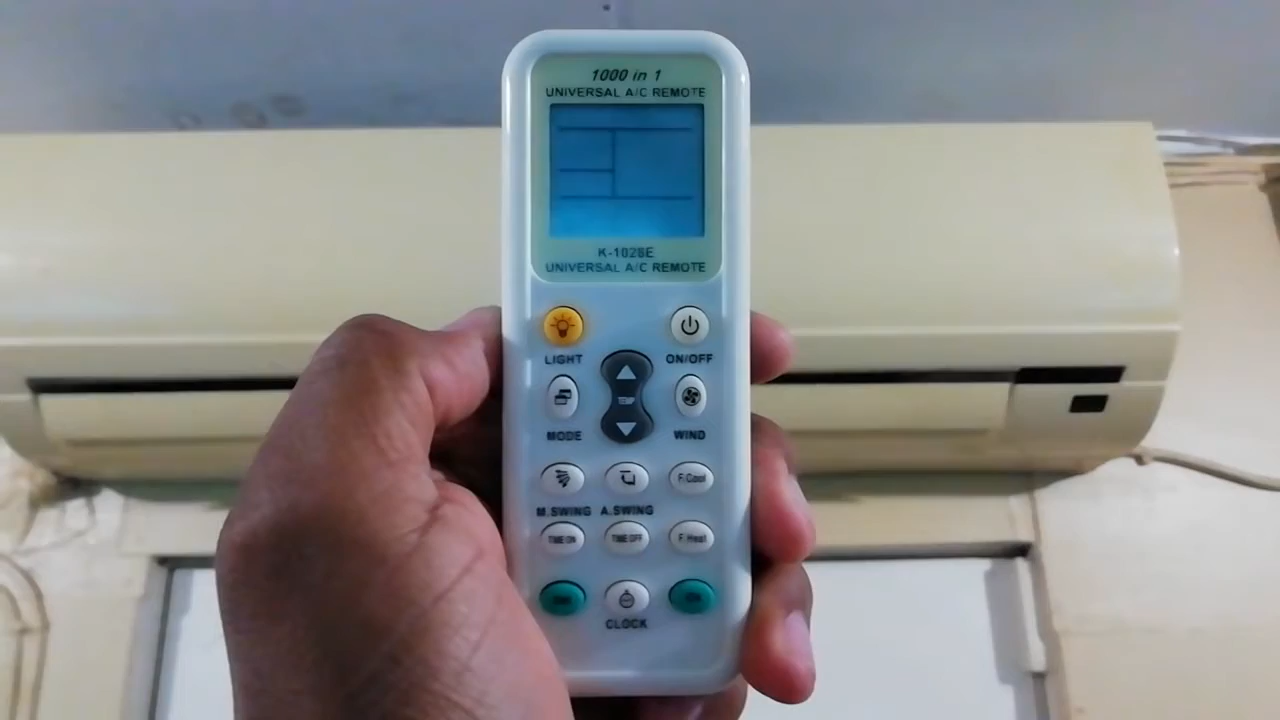 1000 in 1
UNIVERSAL A/C REMOTE
K-1028E
UNIVERSAL A/C REMOTE
LIGHT
ON/OFF
TEMP
MODE
WIND
F.Cool
M.SWING A.SWING
TIME ON TIME OFF F.Heat
CLOCK